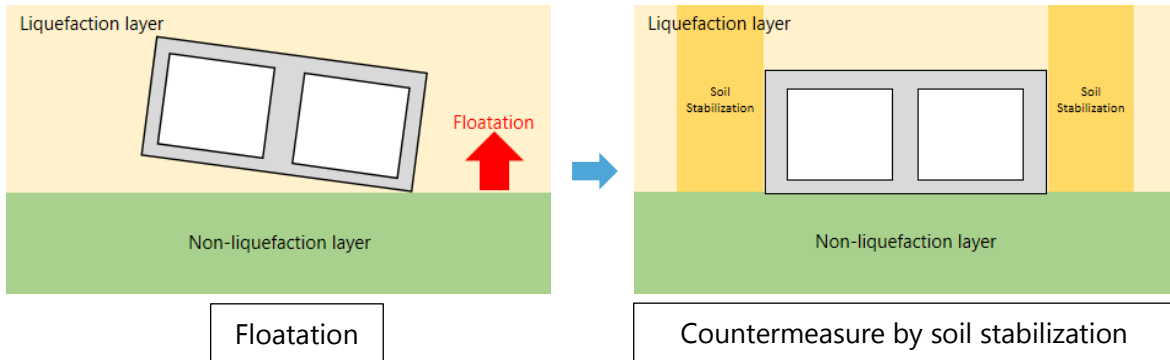 Liquefaction layer
Floatation
Non-liquefaction layer
Floatation
Liquefaction layer
Soil
Stabilization
Soil
Stabilization
Non-liquefaction layer
Countermeasure by soil stabilization